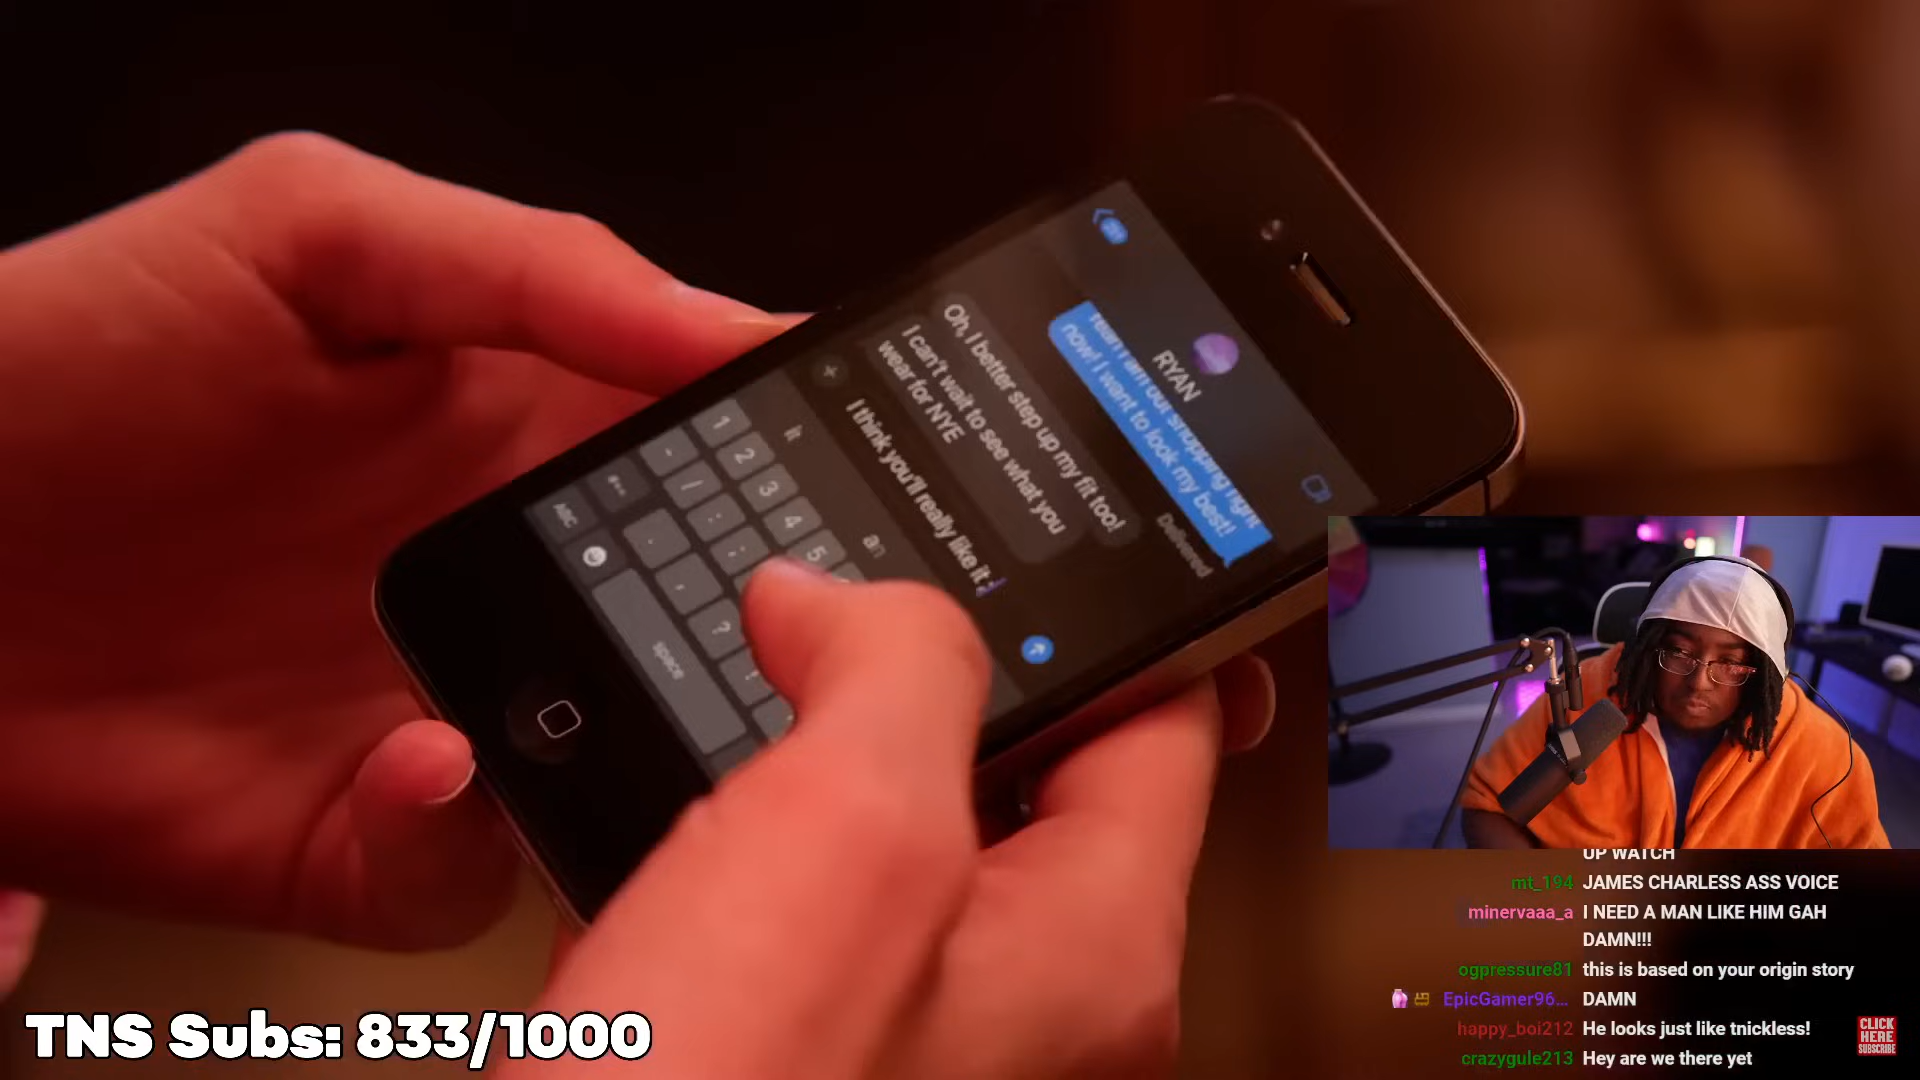 RYAN
now! I want to look my best!!
Delivered
Oh, I better step up my fit too!
I can't wait to see what you
wear for NYE
+
I think you'll really like it ;
an
1
2
3
4
5
-
/
:
;
#+=
.
,
?
!
ABC
space
UP WATCH
mt_194 JAMES CHARLESS ASS VOICE
minervaaa_a I NEED A MAN LIKE HIM GAH
DAMN!!!
ogpressure81 this is based on your origin story
EpicGamer96... DAMN
happy_boi212 He looks just like tnickless!
crazygule213 Hey are we there yet
CLICK
HERE
SUBSCRIBE
TNS Subs: 833/1000